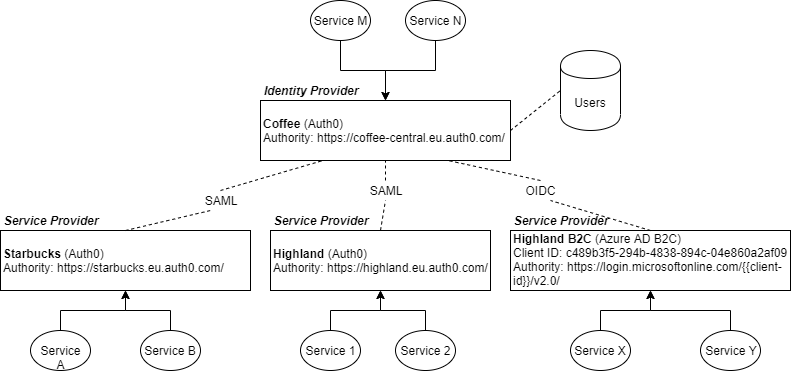 Service M
Service N
Identity Provider
Coffee (Auth0)
Authority: https://coffee-central.eu.auth0.com/
Users
SAML
SAML
OIDC
Service Provider
Starbucks (Auth0)
Authority: https://starbucks.eu.auth0.com/
Service Provider
Highland (Auth0)
Authority: https://highland.eu.auth0.com/
Service Provider
Highland B2C (Azure AD B2C)
Client ID: c489b3f5-294b-4838-894c-04e860a2af09
Authority: https://login.microsoftonline.com/{{client-
id}}/v2.0/
Service
A
Service B
Service 1
Service 2
Service X
Service Y